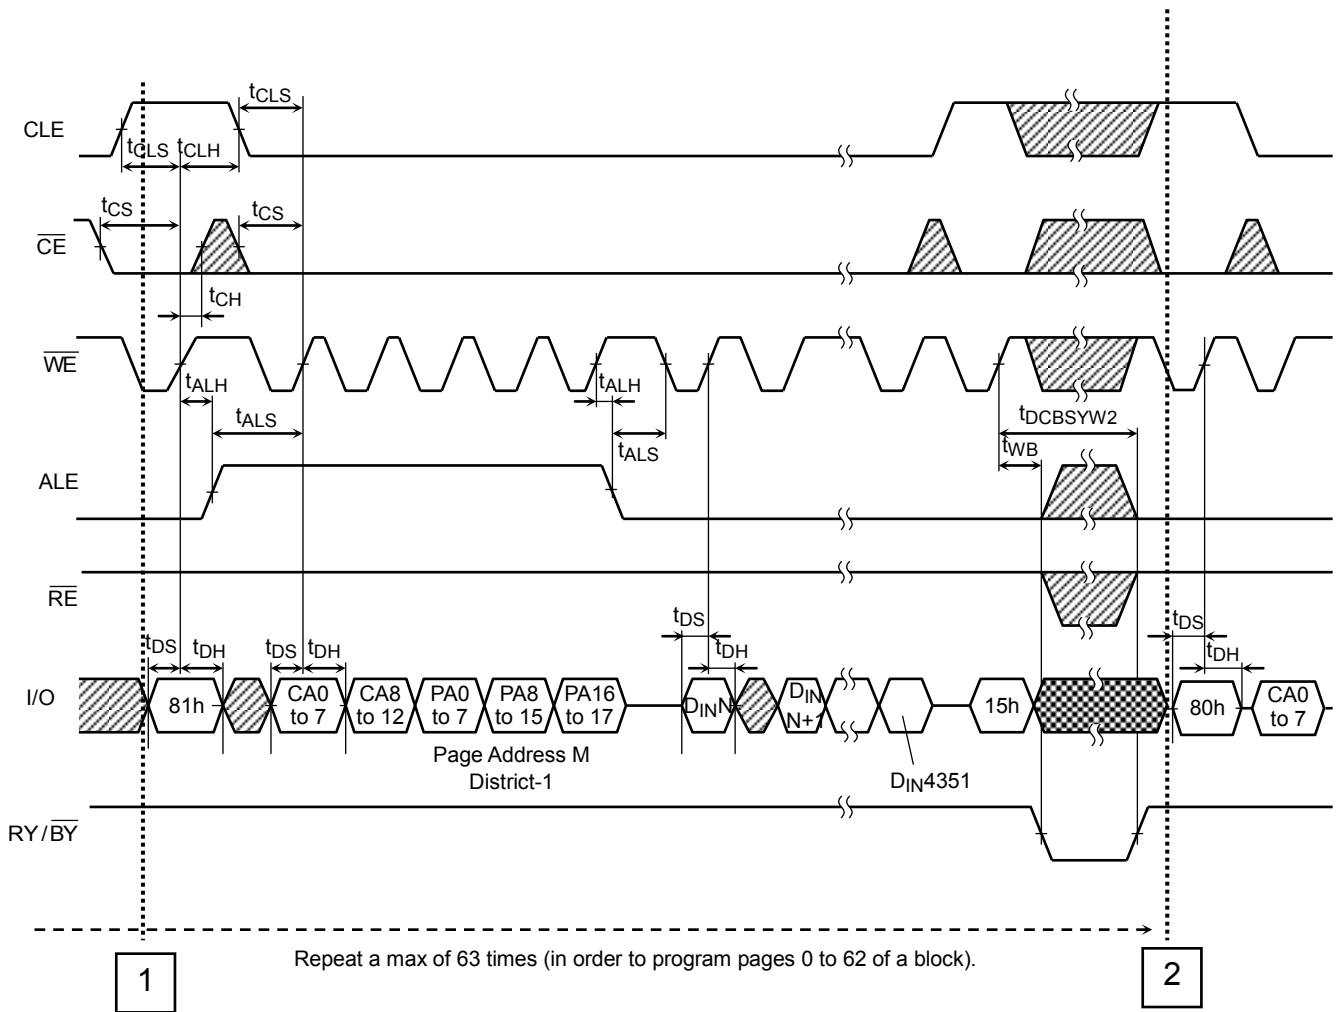 tCLS
CLE
tCLS tCLH
tCS
tCS
CE
tCH
WE
tALH
tALH
tALS
tDCBSYW2
tALS
tWB
ALE
RE
tDS
tDS
tDS
tDH
tDS
tDH
tDH
tDH
I/O
81h
CA0
to 7
CA8
to 12
PA0
to 7
PA8
to 15
PA16
to 17
DINN
DIN
N+1
15h
80h
CA0
to 7
Page Address M
District-1
DIN4351
RY/BY
Repeat a max of 63 times (in order to program pages 0 to 62 of a block).
1
2